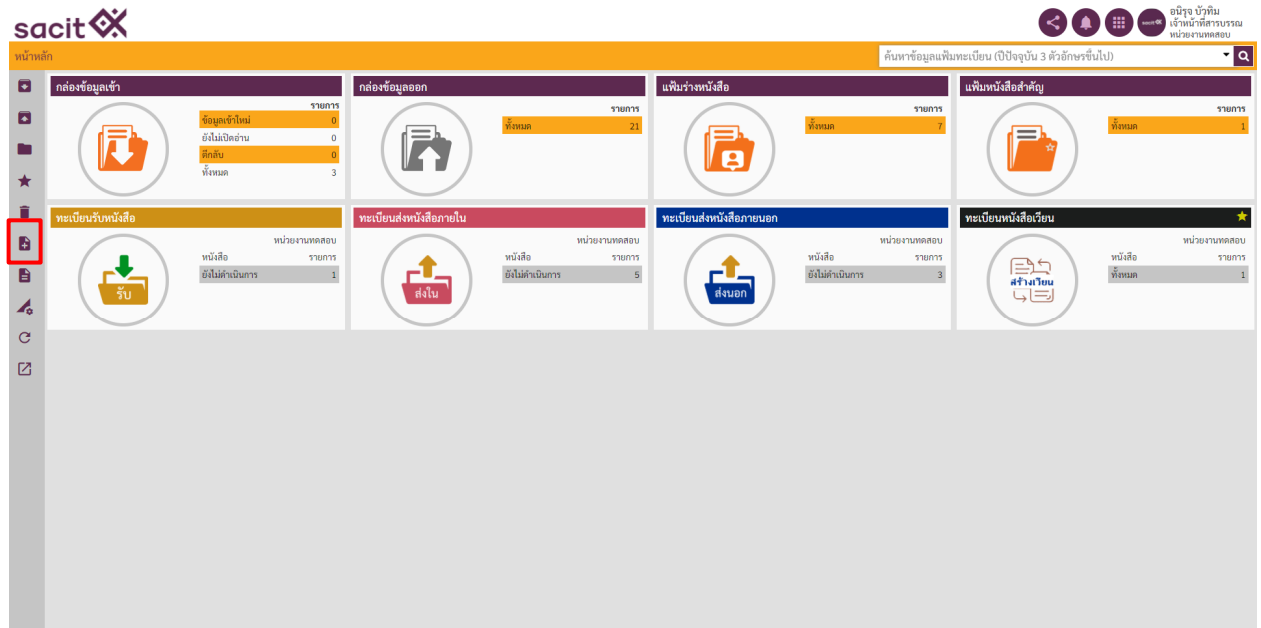 sacit
อนิรุจ บัวทิม
เจ้าหน้าที่สารบรรณ
หน่วยงานทดสอบ
หน้าหลัก
ค้นหาข้อมูลแฟ้มทะเบียน (ปีปัจจุบัน 3 ตัวอักษรขึ้นไป)
กล่องข้อมูลเข้า
รายการ
ข้อมูลเข้าใหม่ 0
ยังไม่เปิดอ่าน 0
ตีกลับ 0
ทั้งหมด 3
กล่องข้อมูลออก
รายการ
ทั้งหมด 21
แฟ้มร่างหนังสือ
รายการ
ทั้งหมด 7
แฟ้มหนังสือสำคัญ
รายการ
ทั้งหมด 1
ทะเบียนรับหนังสือ
หน่วยงานทดสอบ
หนังสือ รายการ
ยังไม่ดำเนินการ 1
รับ
ทะเบียนส่งหนังสือภายใน
หน่วยงานทดสอบ
หนังสือ รายการ
ยังไม่ดำเนินการ 5
ส่งใน
ทะเบียนส่งหนังสือภายนอก
หน่วยงานทดสอบ
หนังสือ รายการ
ยังไม่ดำเนินการ 3
ส่งนอก
ทะเบียนหนังสือเวียน
หน่วยงานทดสอบ
หนังสือ รายการ
ทั้งหมด 1
สร้างเวียน